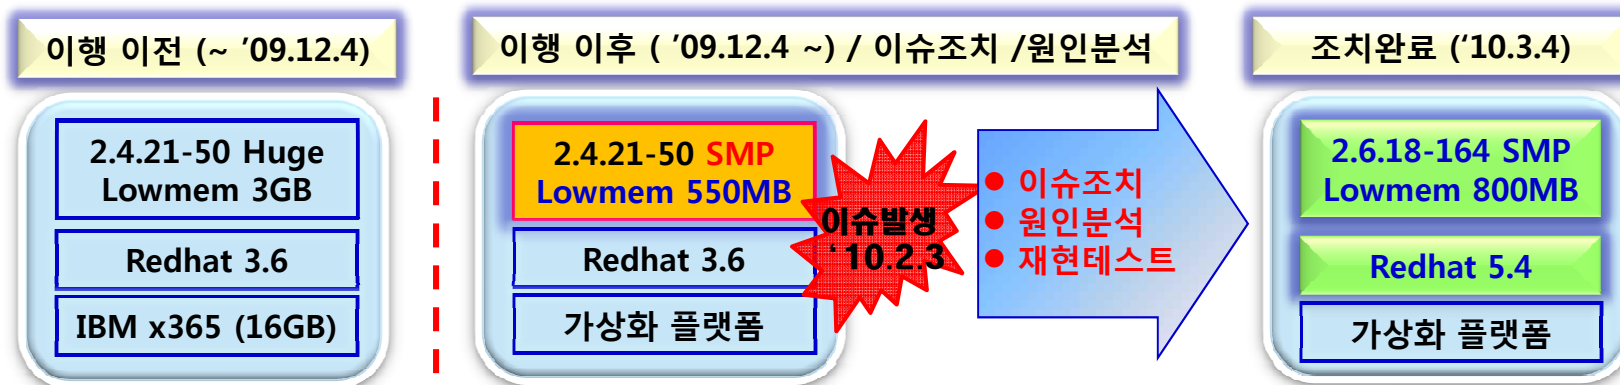 이행 이전 (~ ’09.12.4)
2.4.21-50 Huge
Lowmem 3GB
Redhat 3.6
IBM x365 (16GB)
이행 이후 ( ’09.12.4 ~) / 이슈조치 /원인분석
2.4.21-50 SMP
Lowmem 550MB
Redhat 3.6
가상화 플랫폼
이슈발생
‘10.2.3
● 이슈조치
● 원인분석
● 재현테스트
조치완료 (‘10.3.4)
2.6.18-164 SMP
Lowmem 800MB
Redhat 5.4
가상화 플랫폼